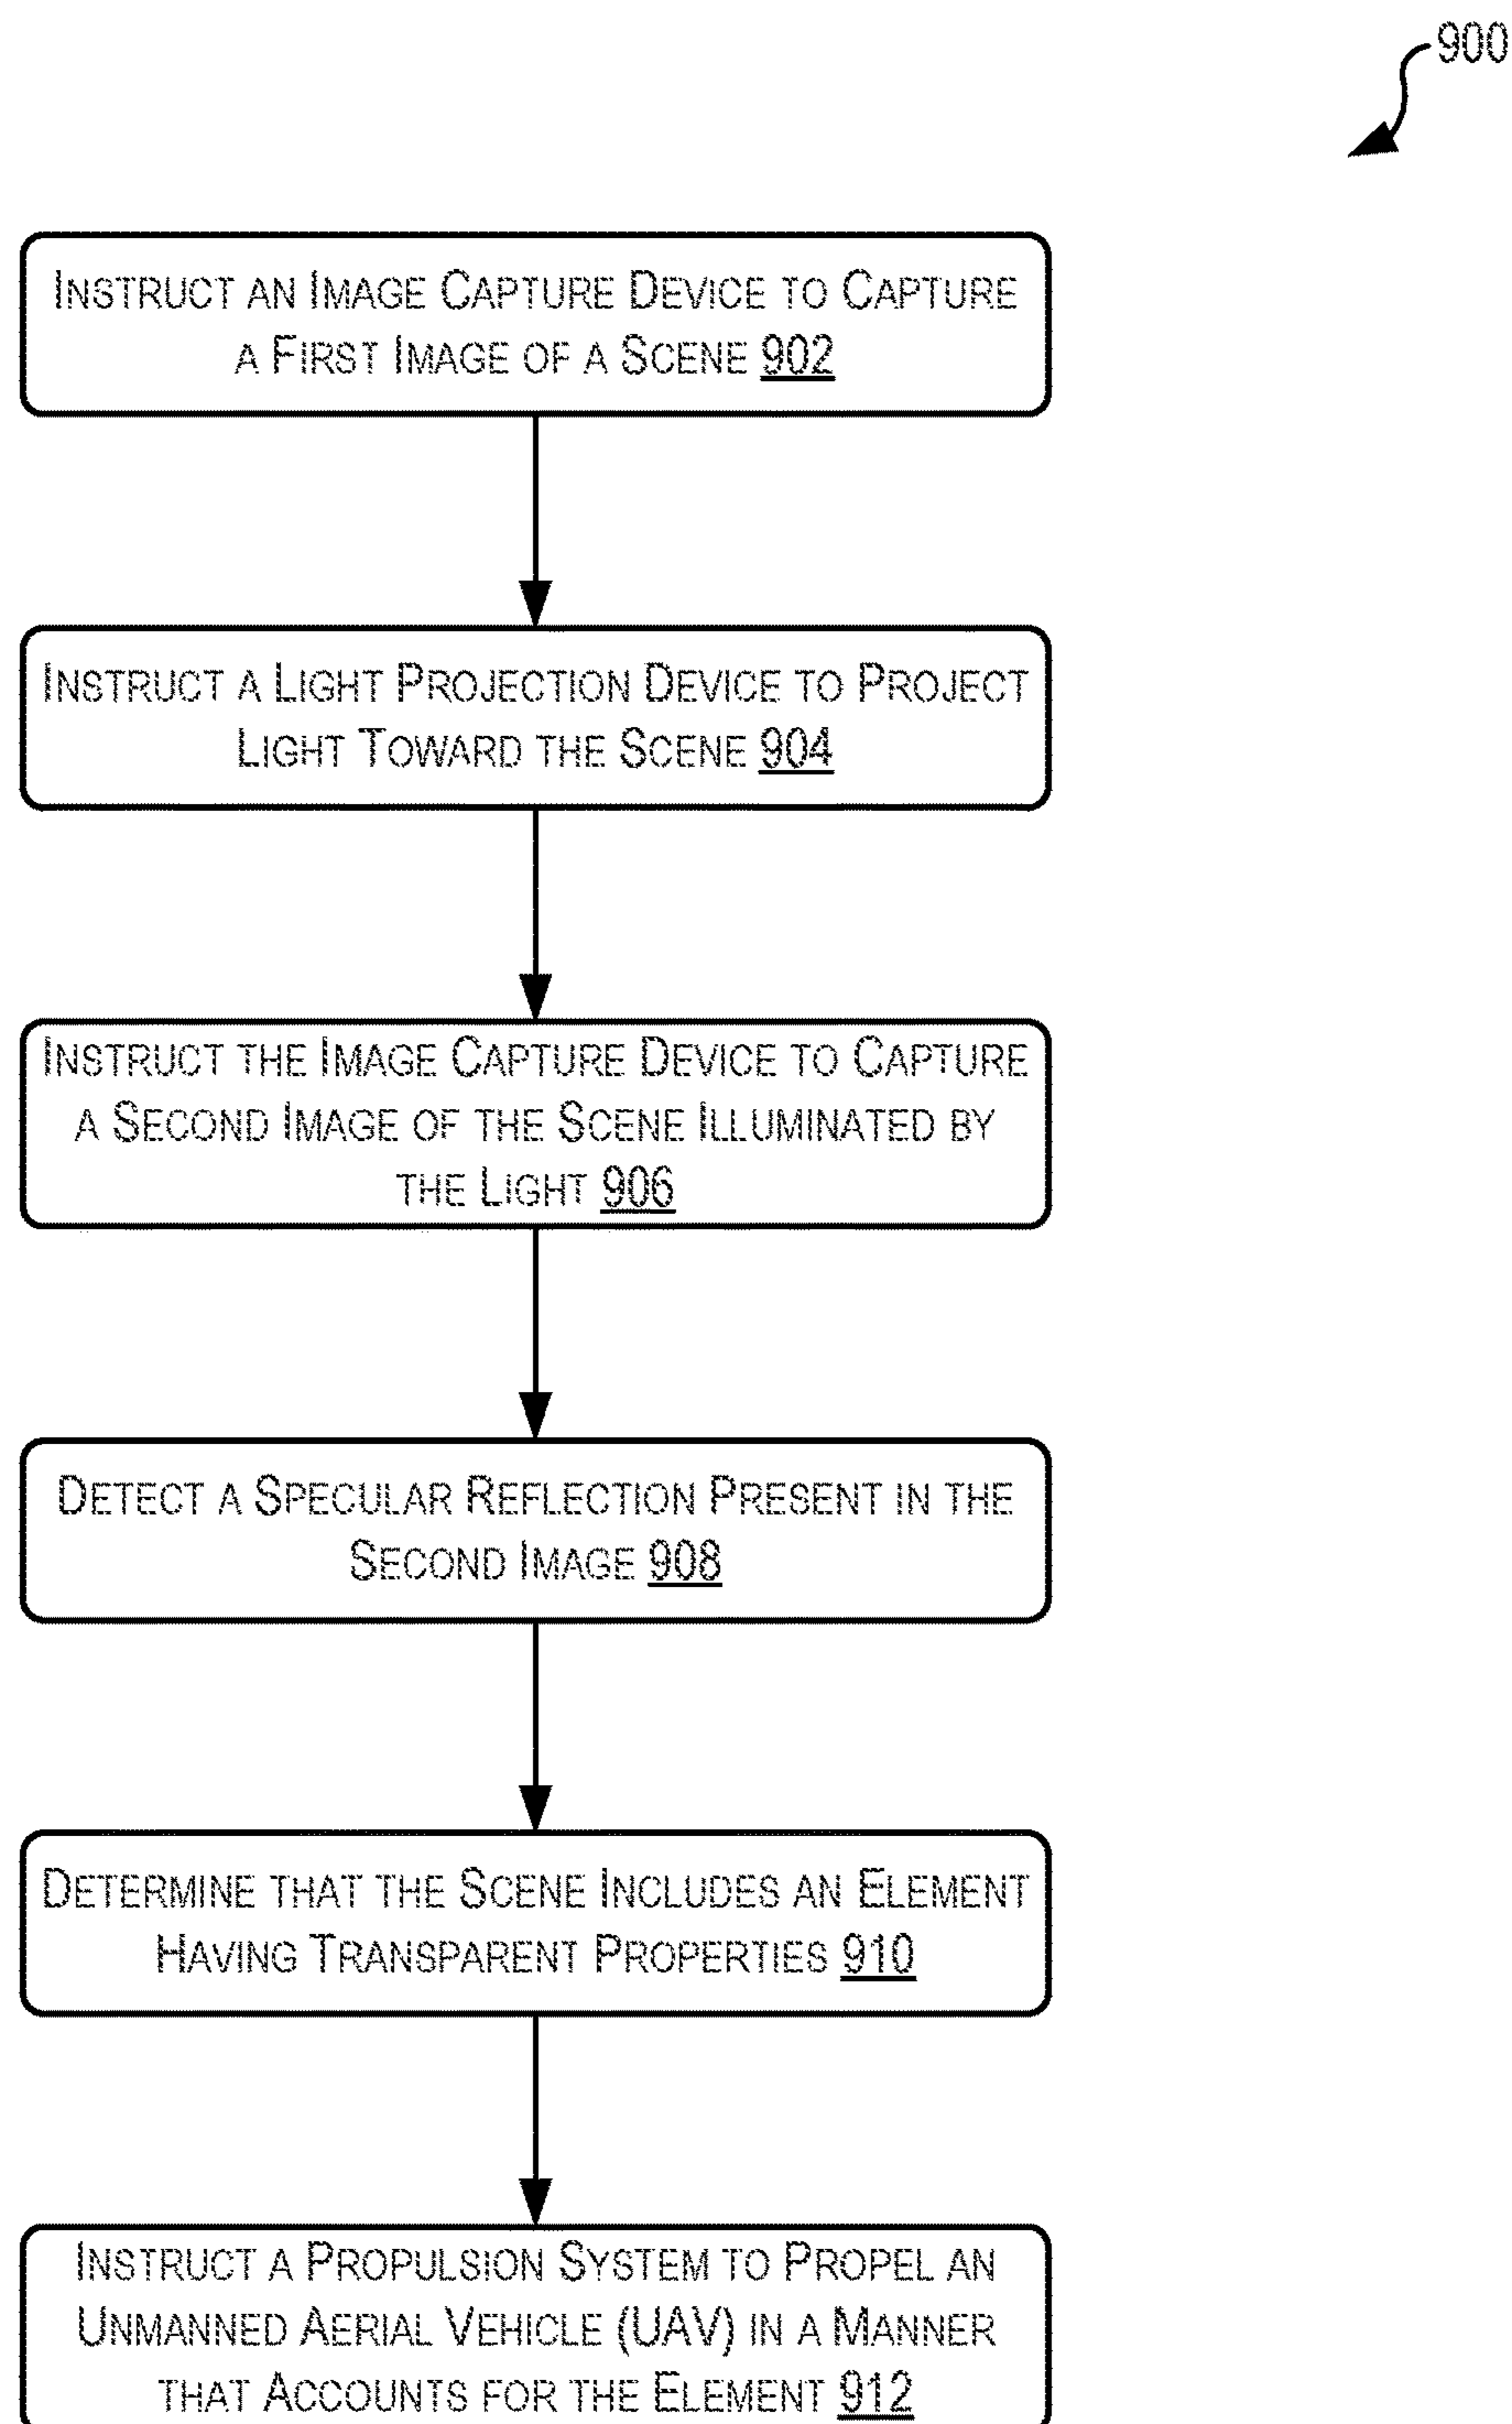 900
INSTRUCT AN IMAGE CAPTURE DEVICE TO CAPTURE
A FIRST IMAGE OF A SCENE 902
INSTRUCT A LIGHT PROJECTION DEVICE TO PROJECT
LIGHT TOWARD THE SCENE 904
INSTRUCT THE IMAGE CAPTURE DEVICE TO CAPTURE
A SECOND IMAGE OF THE SCENE ILLUMINATED BY
THE LIGHT 906
DETECT A SPECULAR REFLECTION PRESENT IN THE
SECOND IMAGE 908
DETERMINE THAT THE SCENE INCLUDES AN ELEMENT
HAVING TRANSPARENT PROPERTIES 910
INSTRUCT A PROPULSION SYSTEM TO PROPEL AN
UNMANNED AERIAL VEHICLE (UAV) IN A MANNER
THAT ACCOUNTS FOR THE ELEMENT 912